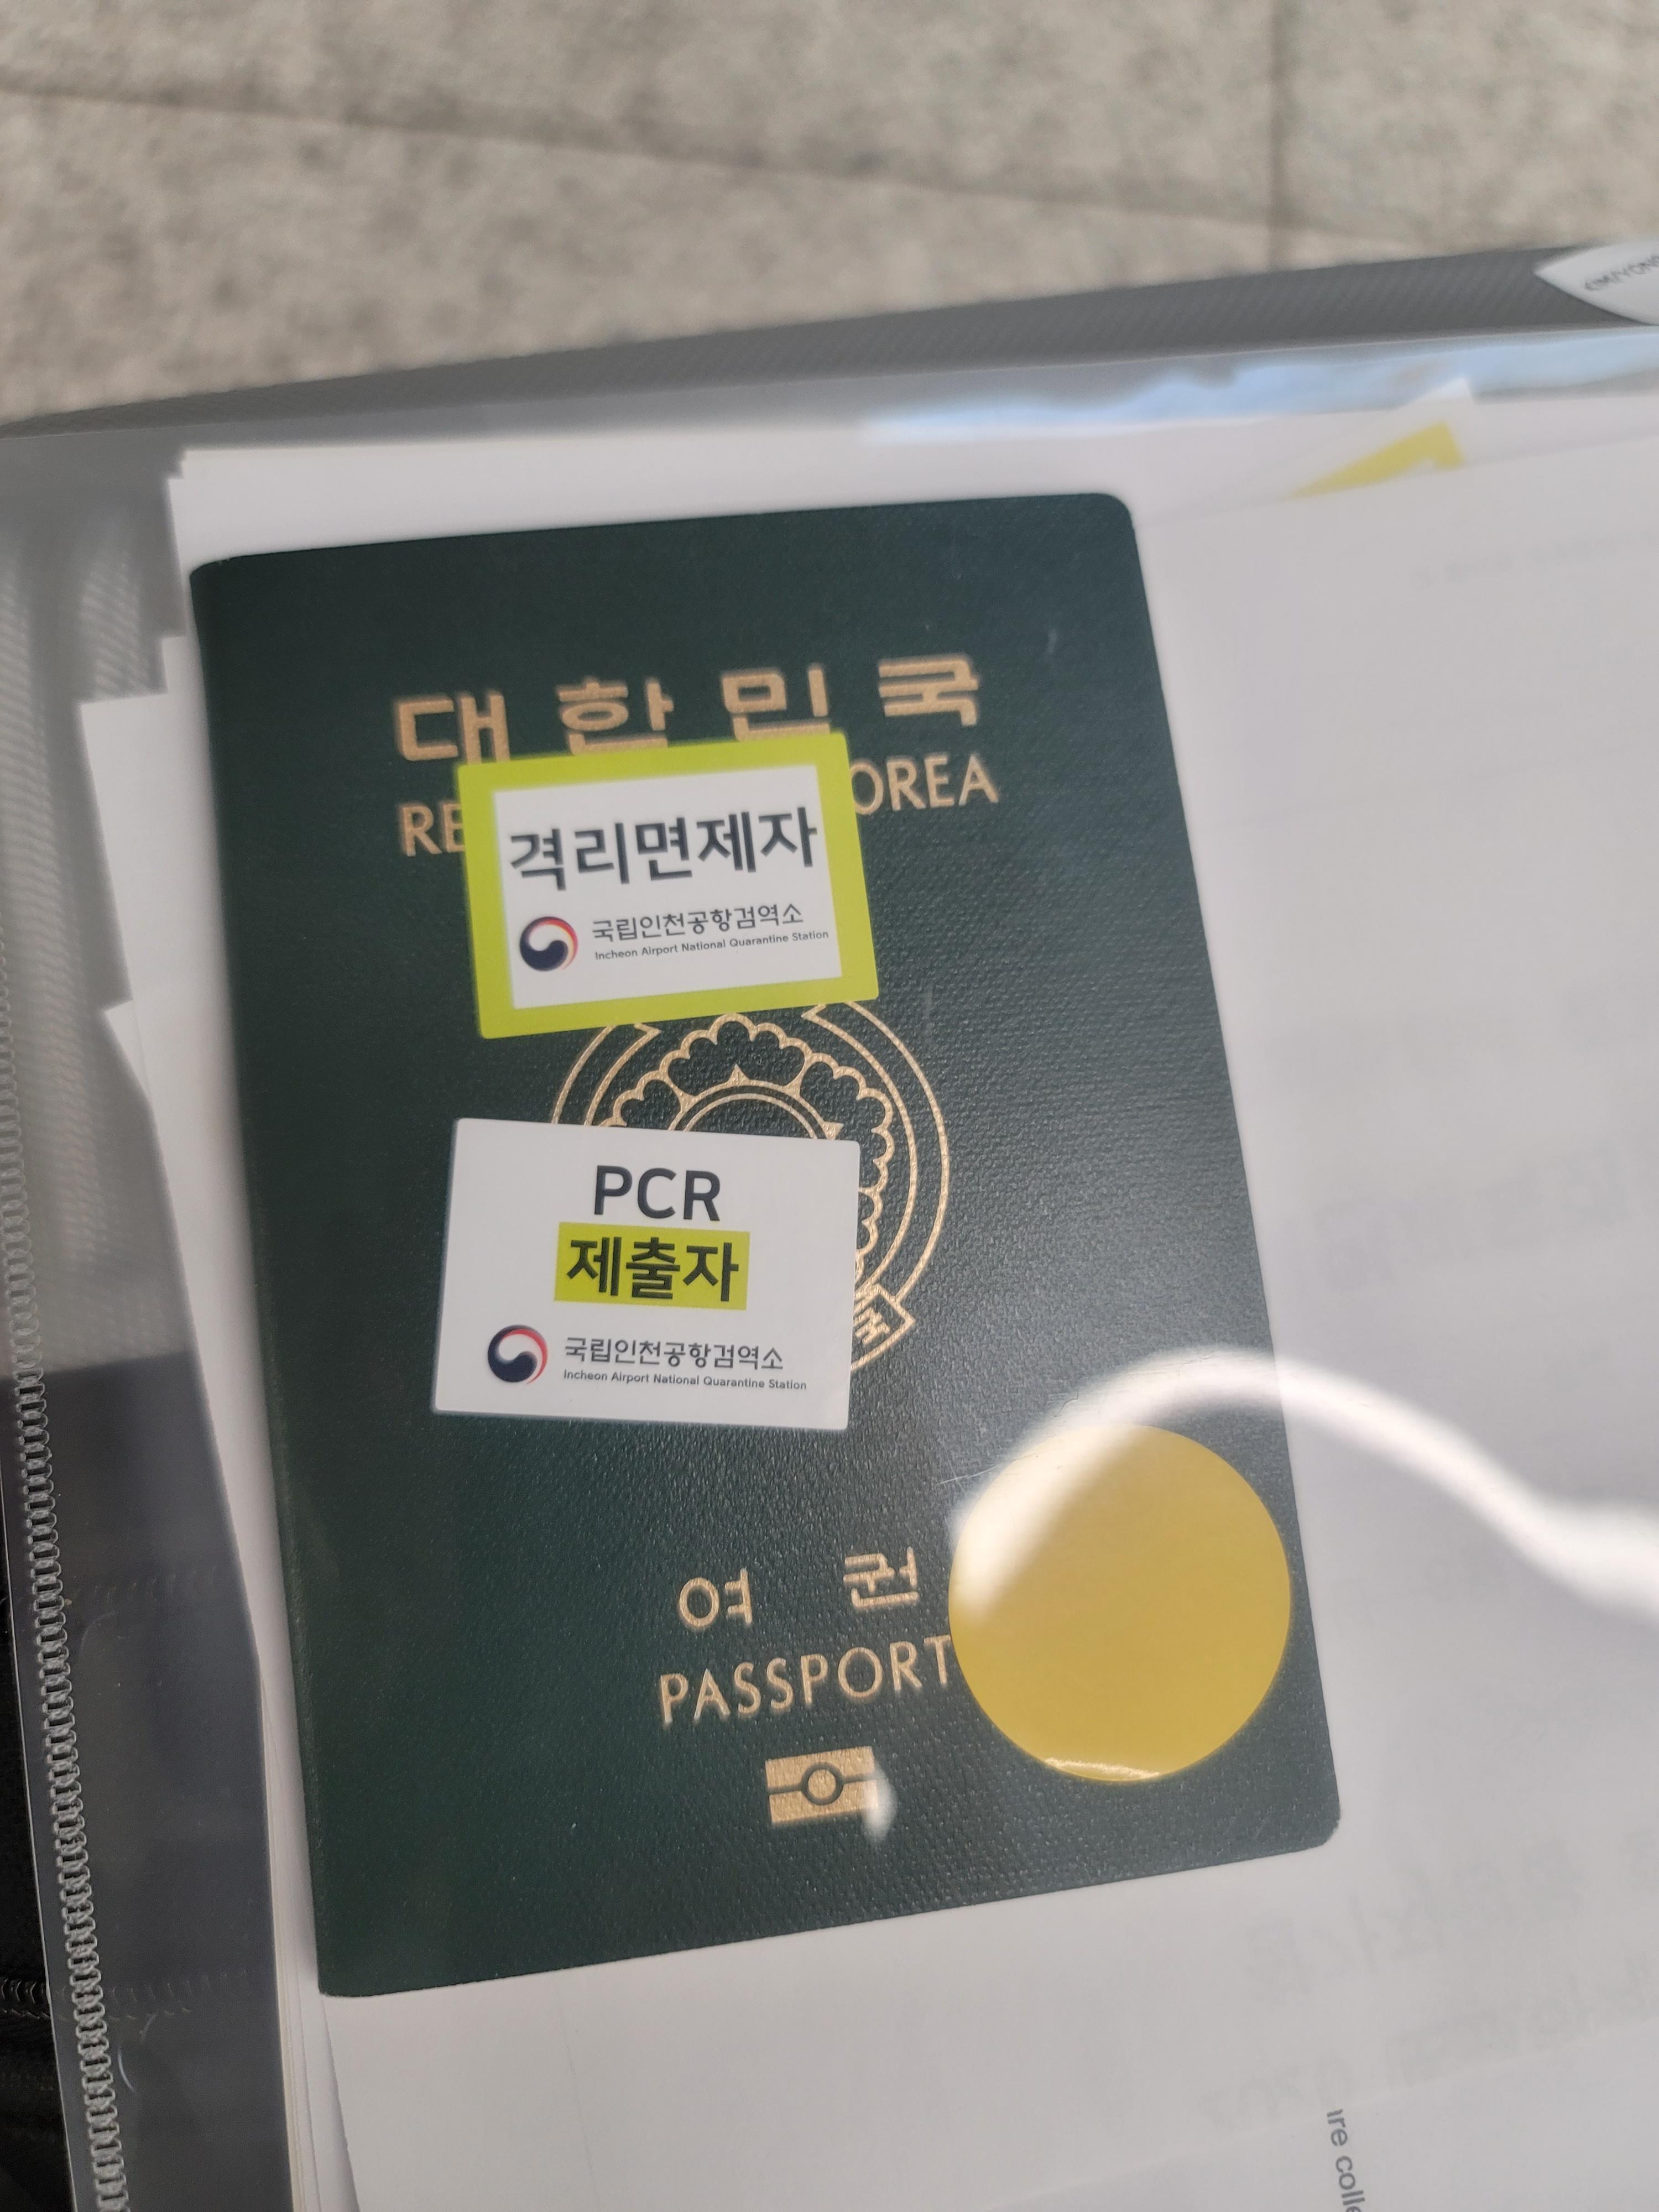 대한민국
격리면제자
국립인천공항검역소
Incheon Airport National Quarantine Station
PCR
제출자
국립인천공항검역소
Incheon Airport National Quarantine Station
여권
PASSPORT